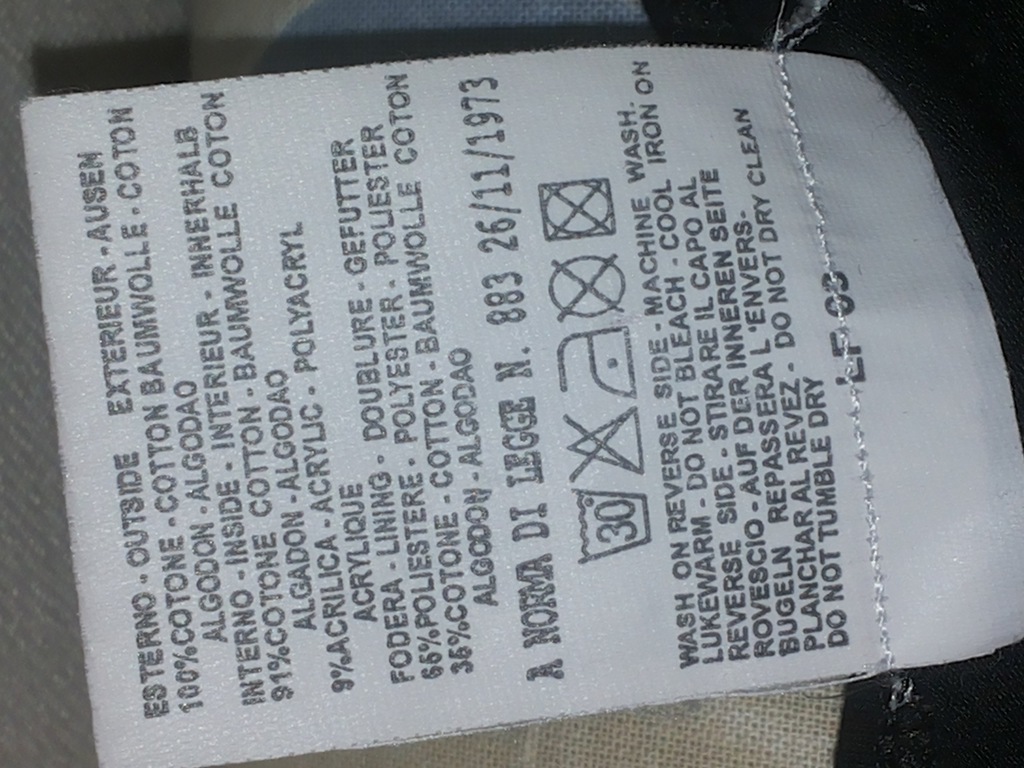 ESTERNO - OUTSIDE EXTERIEUR - AUSEN
100%COTONE - COTTON BAUMWOLLE - COTON
ALGODON - ALGODAO
INTERNO - INSIDE - INTERIEUR - INNERHALB
91%COTONE COTTON - BAUMWOLLE COTON
ALGADON - ALGODAO
9%ACRILICA - ACRYLIC - POLYACRYL
ACRYLIQUE
FODERA - LINING - DOUBLURE - GEFUTTER
65%POLIESTERE - POLYESTER - POLIESTER
35%COTONE - COTTON - BAUMWOLLE COTON
ALGODON - ALGODAO
A NORMA DI LEGGE N. 883 26/11/1973
30
WASH ON REVERSE SIDE - MACHINE WASH.
LUKEWARM - DO NOT BLEACH - COOL IRON ON
REVERSE SIDE - STIRARE IL CAPO AL
ROVESCIO - AUF DER INNEREN SEITE
BUGELN REPASSERA L'ENVERS-
PLANCHAR AL REVEZ - DO NOT DRY CLEAN
DO NOT TUMBLE DRY
LF 03